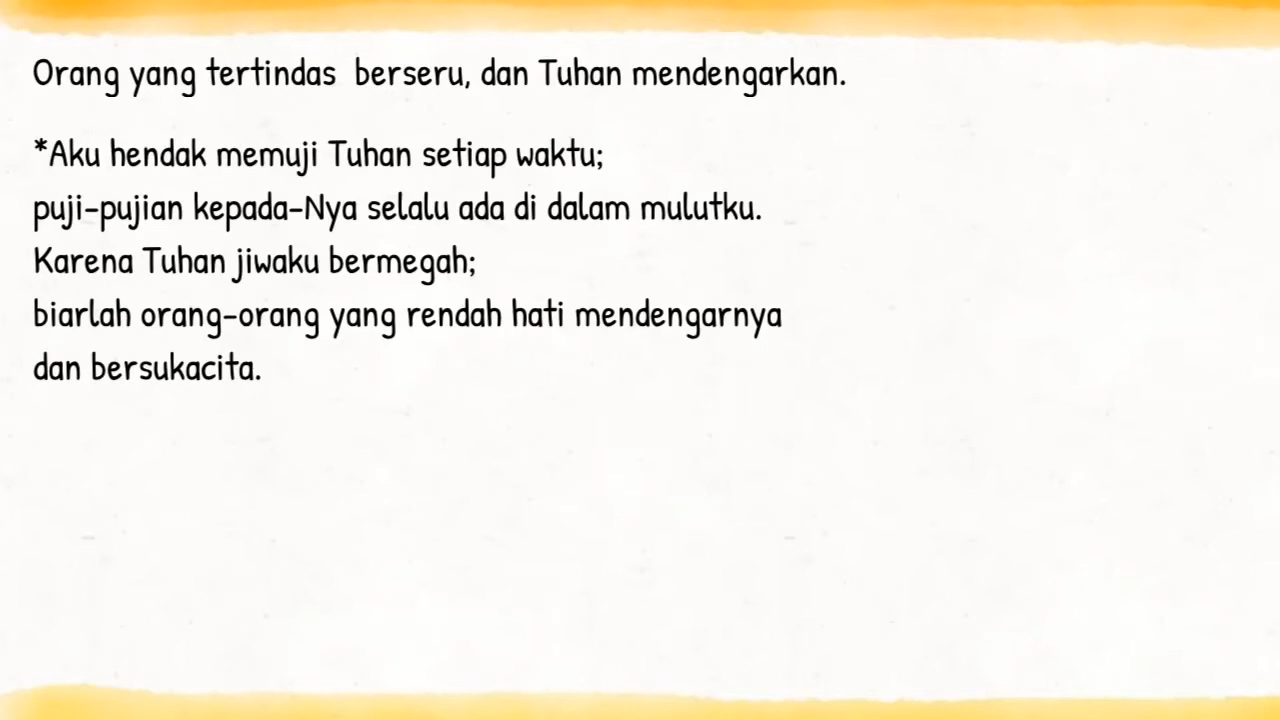 Orang yang tertindas  berseru, dan Tuhan mendengarkan.
*Aku hendak memuji Tuhan setiap waktu;
puji-pujian kepada-Nya selalu ada di dalam mulutku.
Karena Tuhan jiwaku bermegah;
biarlah orang-orang yang rendah hati mendengarnya
dan bersukacita.